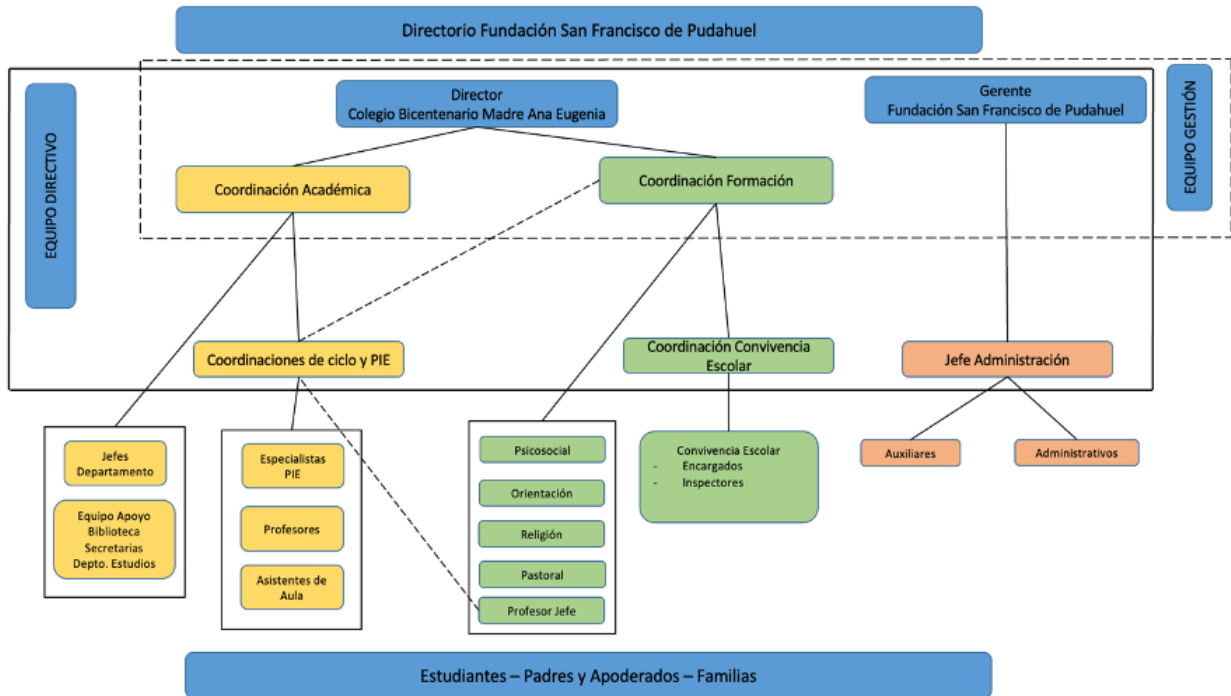 Directorio Fundación San Francisco de Pudahuel
EQUIPO DIRECTIVO
Director
Colegio Bicentenario Madre Ana Eugenia
Gerente
Fundación San Francisco de Pudahuel
EQUIPO GESTIÓN
Coordinación Académica
Coordinación Formación
Coordinaciones de ciclo y PIE
Coordinación Convivencia
Escolar
Jefe Administración
Jefes
Departamento
Equipo Apoyo
Biblioteca
Secretarias
Depto. Estudios
Especialistas
PIE
Profesores
Asistentes de
Aula
Psicosocial
Orientación
Religión
Pastoral
Profesor Jefe
Convivencia Escolar
- Encargados
- Inspectores
Auxiliares
Administrativos
Estudiantes – Padres y Apoderados – Familias